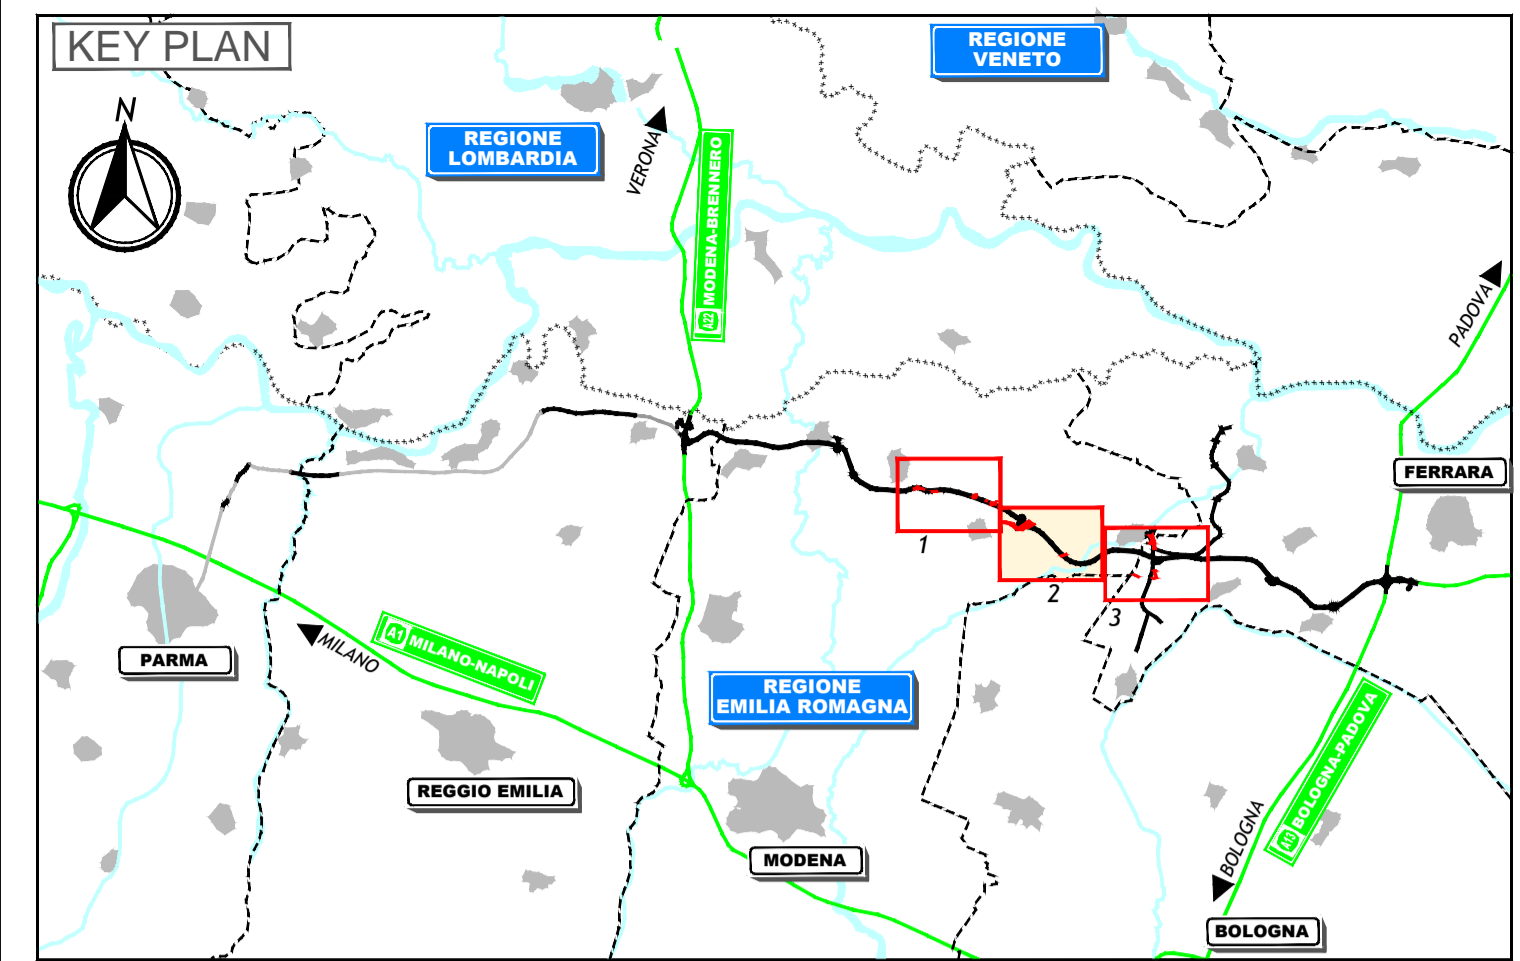 KEY PLAN
N
REGIONE
VENETO
REGIONE
LOMBARDIA
VERONA
A22 MODENA-BRENNERO
PADOVA
FERRARA
1
2
3
PARMA
MILANO
A1 MILANO-NAPOLI
REGIONE
EMILIA ROMAGNA
REGGIO EMILIA
MODENA
A13 BOLOGNA-PADOVA
BOLOGNA
BOLOGNA